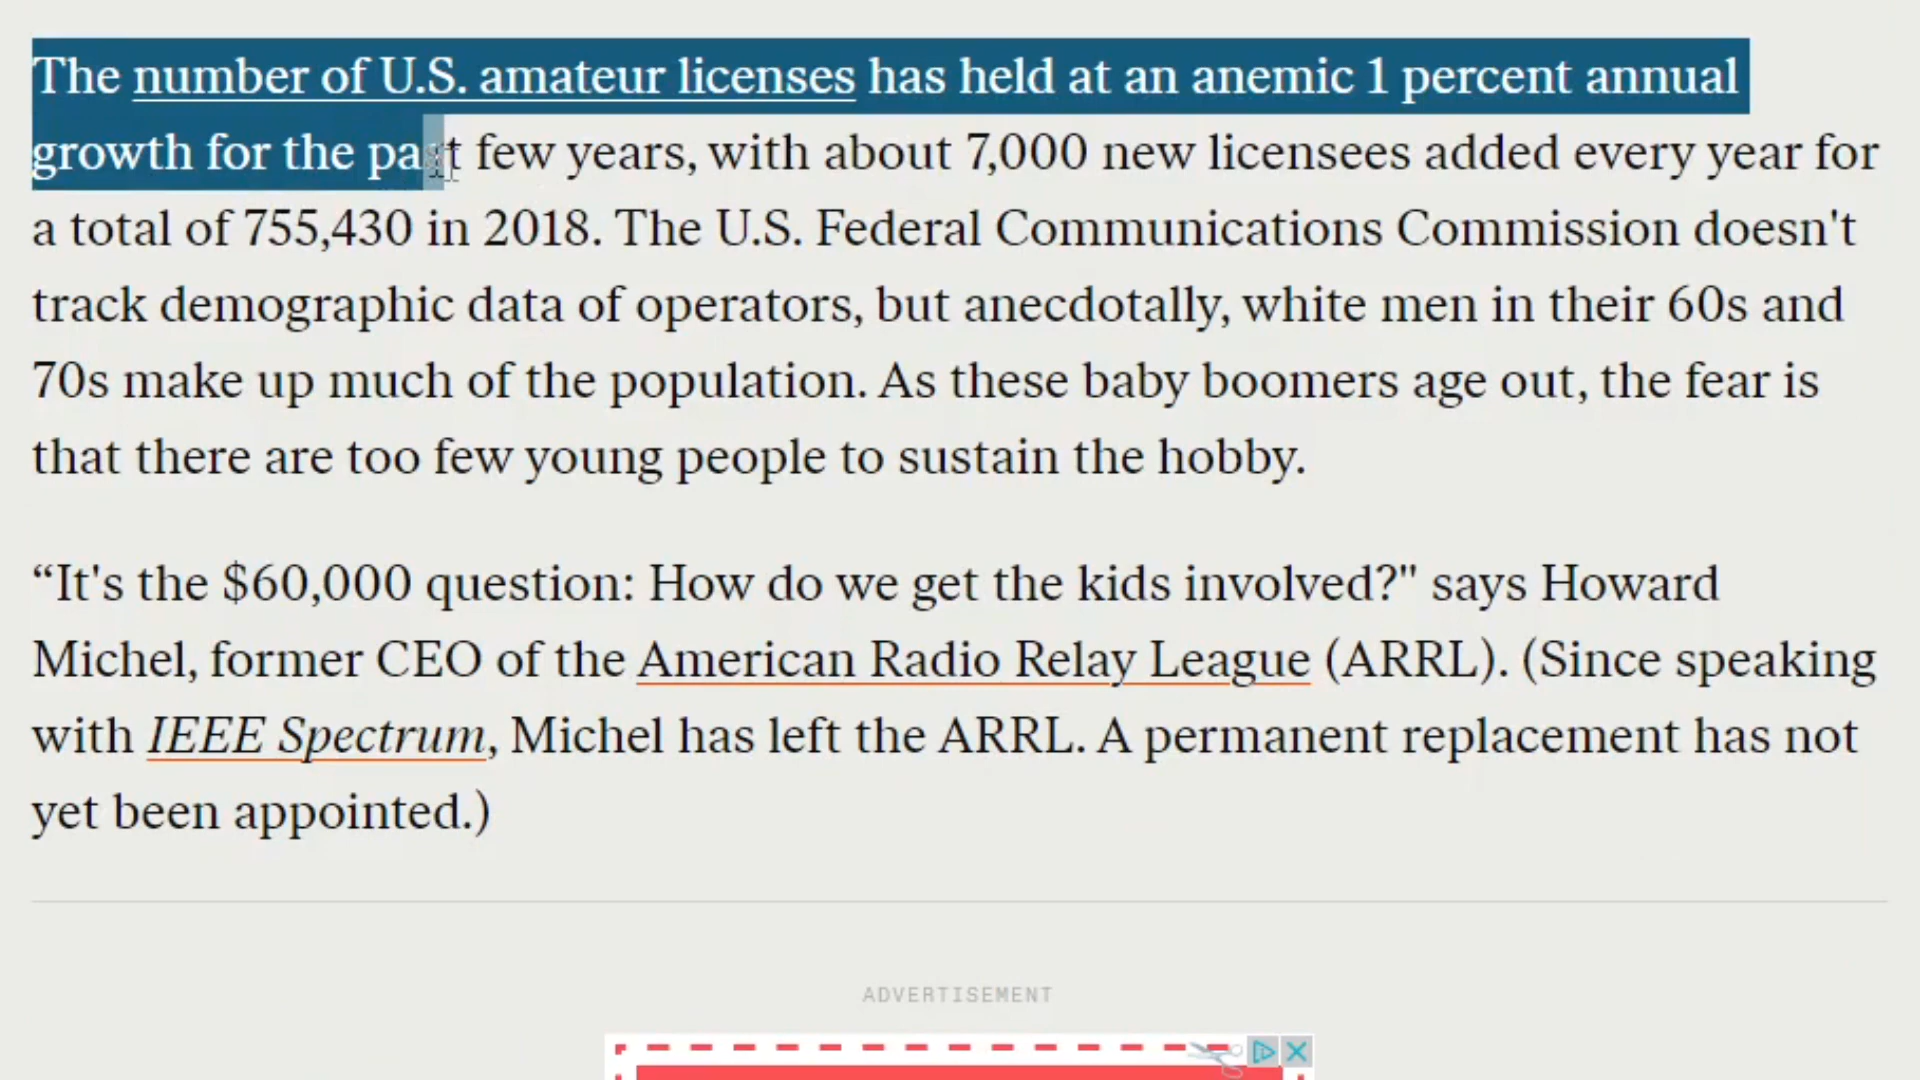 The number of U.S. amateur licenses has held at an anemic 1 percent annual
growth for the past few years, with about 7,000 new licensees added every year for
a total of 755,430 in 2018. The U.S. Federal Communications Commission doesn't
track demographic data of operators, but anecdotally, white men in their 60s and
70s make up much of the population. As these baby boomers age out, the fear is
that there are too few young people to sustain the hobby.
“It's the $60,000 question: How do we get the kids involved?" says Howard
Michel, former CEO of the American Radio Relay League (ARRL). (Since speaking
with IEEE Spectrum, Michel has left the ARRL. A permanent replacement has not
yet been appointed.)
ADVERTISEMENT